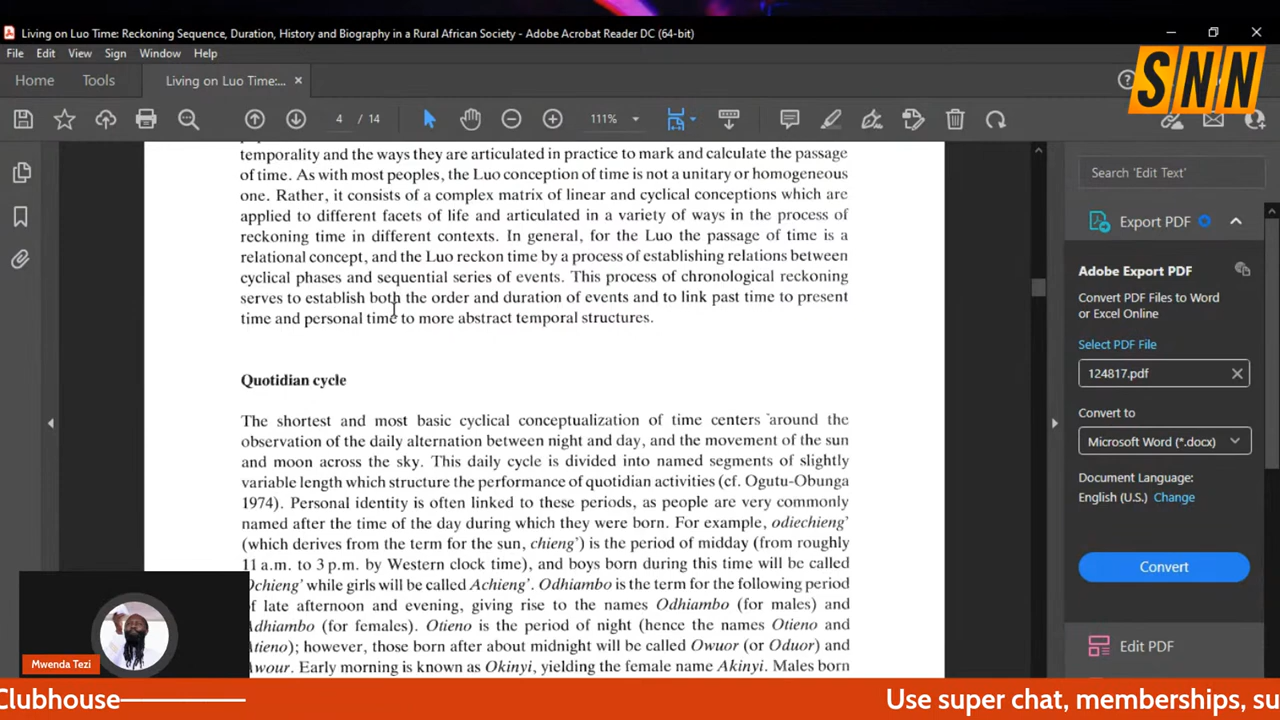 Living on Luo Time: Reckoning Sequence, Duration, History and Biography in a Rural African Society - Adobe Acrobat Reader DC (64-bit)
File Edit View Sign Window Help
Home Tools Living on Luo Time:... ×
SNN
4 / 14 111%
temporality and the ways they are articulated in practice to mark and calculate the passage
of time. As with most peoples, the Luo conception of time is not a unitary or homogeneous
one. Rather, it consists of a complex matrix of linear and cyclical conceptions which are
applied to different facets of life and articulated in a variety of ways in the process of
reckoning time in different contexts. In general, for the Luo the passage of time is a
relational concept, and the Luo reckon time by a process of establishing relations between
cyclical phases and sequential series of events. This process of chronological reckoning
serves to establish both the order and duration of events and to link past time to present
time and personal time to more abstract temporal structures.
Quotidian cycle
The shortest and most basic cyclical conceptualization of time centers around the
observation of the daily alternation between night and day, and the movement of the sun
and moon across the sky. This daily cycle is divided into named segments of slightly
variable length which structure the performance of quotidian activities (cf. Ogutu-Obunga
1974). Personal identity is often linked to these periods, as people are very commonly
named after the time of the day during which they were born. For example, odiechieng'
(which derives from the term for the sun, chieng') is the period of midday (from roughly
11 a.m. to 3 p.m. by Western clock time), and boys born during this time will be called
Ochieng' while girls will be called Achieng'. Odhiambo is the term for the following period
of late afternoon and evening, giving rise to the names Odhiambo (for males) and
Adhiambo (for females). Otieno is the period of night (hence the names Otieno and
Atieno); however, those born after about midnight will be called Owuor (or Oduor) and
Awour. Early morning is known as Okinyi, yielding the female name Akinyi. Males born
Search 'Edit Text'
Export PDF
Adobe Export PDF
Convert PDF Files to Word
or Excel Online
Select PDF File
124817.pdf
Convert to
Microsoft Word (*.docx)
Document Language:
English (U.S.) Change
Convert
Edit PDF
Mwenda Tezi
Clubhouse
Use super chat, memberships, su